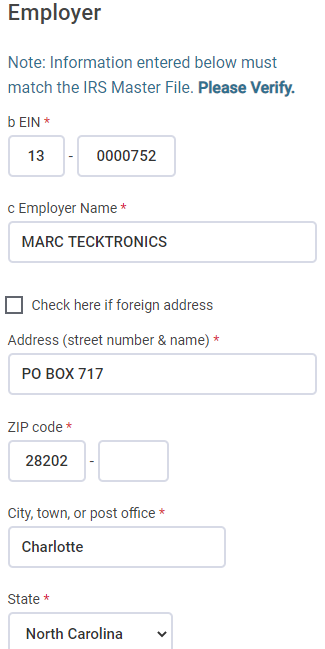 Employer
Note: Information entered below must
match the IRS Master File. Please Verify.
b EIN *
13 - 0000752
c Employer Name *
MARC TECKTRONICS
Check here if foreign address
Address (street number & name) *
PO BOX 717
ZIP code *
28202 -
City, town, or post office *
Charlotte
State *
North Carolina